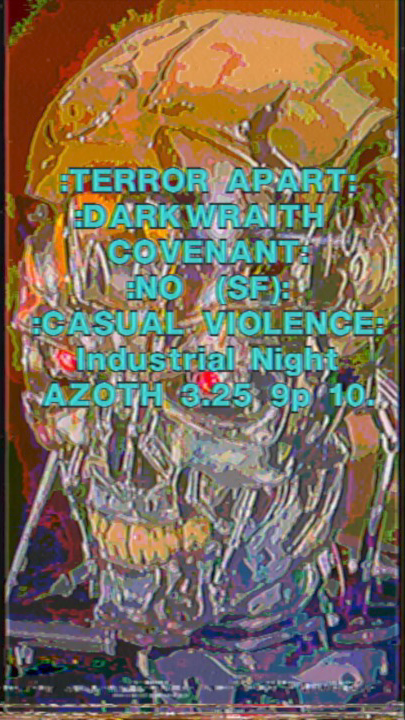 :TERROR APART:
:DARKWRAITH
COVENANT:
:NO (SF):
:CASUAL VIOLENCE:
Industrial Night
AZOTH 3.25 9p 10.